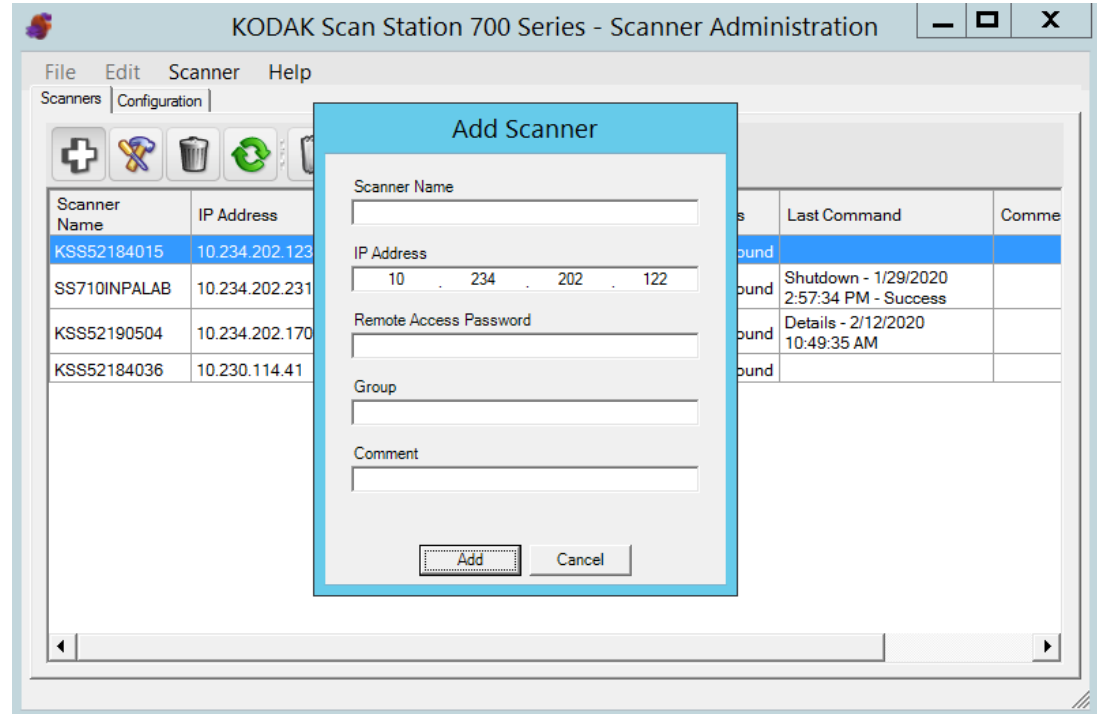 KODAK Scan Station 700 Series - Scanner Administration
File Edit Scanner Help
Scanners Configuration
Add Scanner
Scanner Name
IP Address
10 . 234 . 202 . 122
Remote Access Password
Group
Comment
Add Cancel
Scanner Name IP Address Last Command
KSS52184015 10.234.202.123
SS710INPALAB 10.234.202.231 Shutdown - 1/29/2020
2:57:34 PM - Success
KSS52190504 10.234.202.170 Details - 2/12/2020
10:49:35 AM
KSS52184036 10.230.114.41